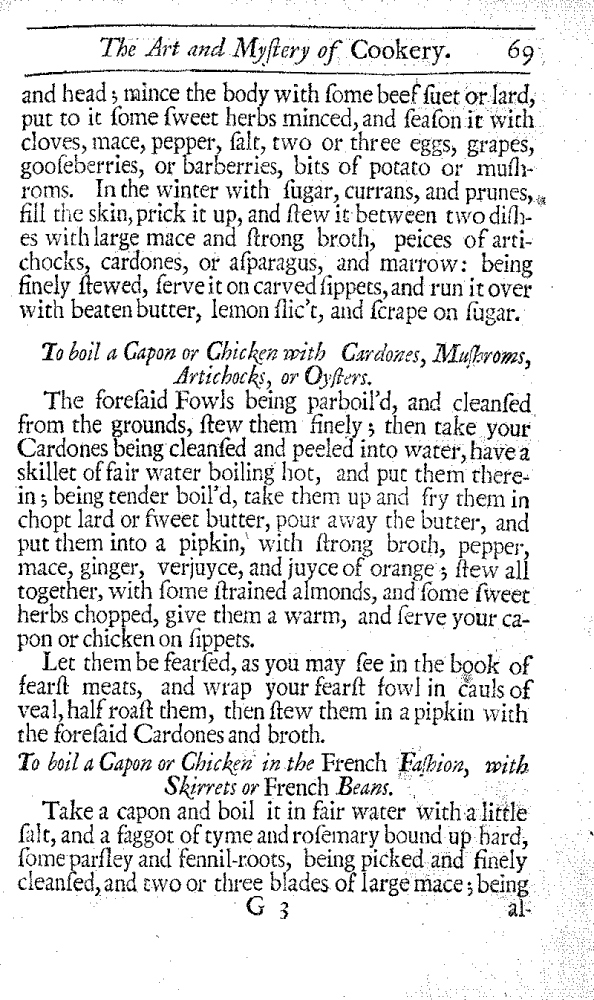 The Art and Myſtery of Cookery. 69
and head; mince the body with ſome beef ſuet or lard,
put to it ſome ſweet herbs minced, and ſeaſon it with
cloves, mace, pepper, ſalt, two or three eggs, grapes,
gooſeberries, or barberries, bits of potato or muſh-
roms. In the winter with ſugar, currans, and prunes,
fill the skin, prick it up, and ſtew it between two diſh-
es with large mace and ſtrong broth, peices of arti-
chocks, cardones, or aſparagus, and marrow: being
finely ſtewed, ſerve it on carved ſippets, and run it over
with beaten butter, lemon ſlic't, and ſcrape on ſugar.
To boil a Capon or Chicken with Cardones, Muſhroms,
Artichocks, or Oyſters.
The foreſaid Fowls being parboil'd, and cleanſed
from the grounds, ſtew them finely; then take your
Cardones being cleanſed and peeled into water, have a
skillet of fair water boiling hot, and put them there-
in; being tender boil'd, take them up and fry them in
chopt lard or ſweet butter, pour away the butter, and
put them into a pipkin, with ſtrong broth, pepper,
mace, ginger, verjuyce, and juyce of orange; ſtew all
together, with ſome ſtrained almonds, and ſome ſweet
herbs chopped, give them a warm, and ſerve your ca-
pon or chicken on ſippets.
Let them be fearſed, as you may ſee in the book of
fearſt meats, and wrap your fearſt fowl in cauls of
veal, half roaſt them, then ſtew them in a pipkin with
the foreſaid Cardones and broth.
To boil a Capon or Chicken in the French Faſhion, with
Skirrets or French Beans.
Take a capon and boil it in fair water with a little
ſalt, and a faggot of tyme and roſemary bound up hard,
ſome parſley and fennil-roots, being picked and finely
cleanſed, and two or three blades of large mace; being
G 3 al-